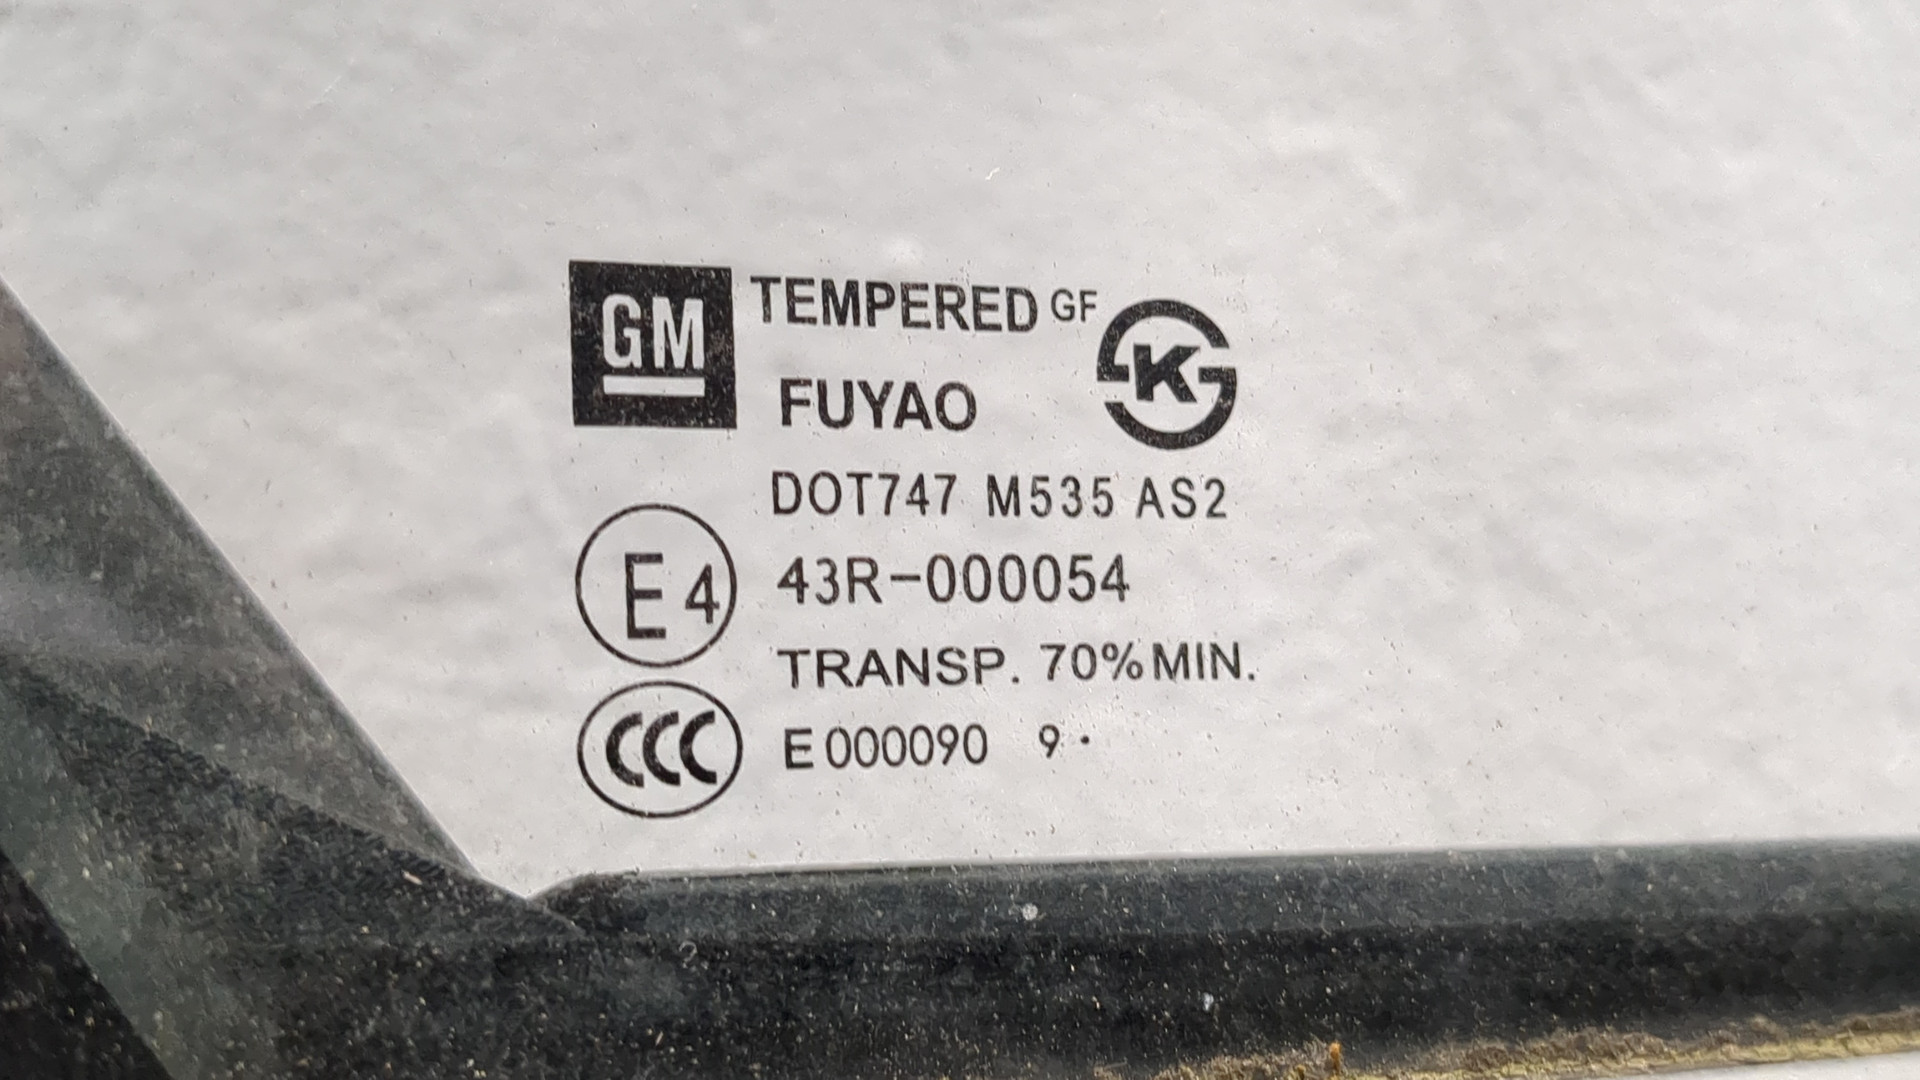 GM TEMPERED GF
FUYAO
K
DOT747 M535 AS2
E4 43R-000054
TRANSP. 70%MIN.
CCC E000090 9·